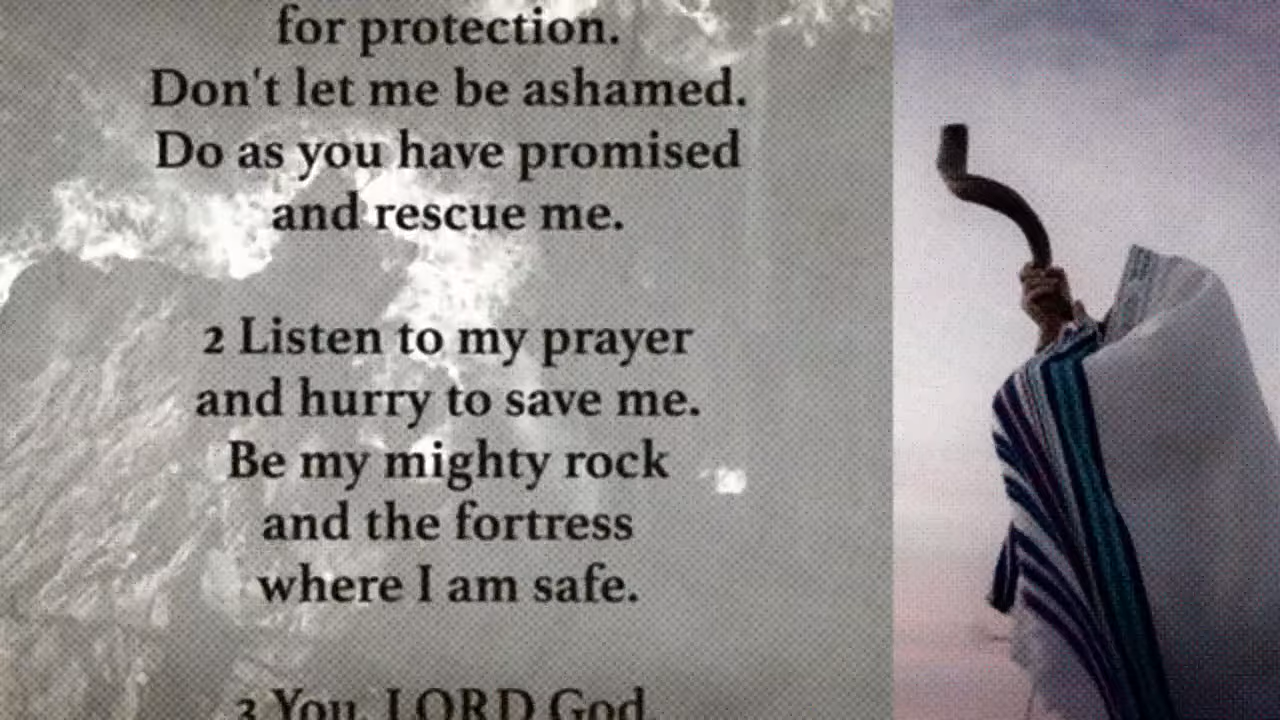 for protection.
Don't let me be ashamed.
Do as you have promised
and rescue me.
2 Listen to my prayer
and hurry to save me.
Be my mighty rock
and the fortress
where I am safe.
3 You, LORD God,